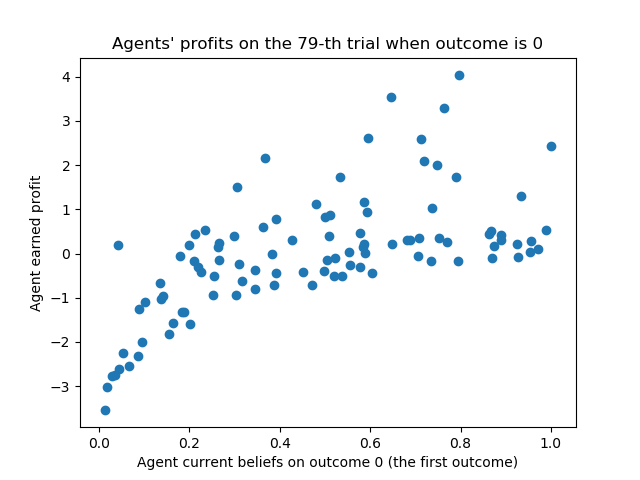 Agents' profits on the 79-th trial when outcome is 0
Agent earned profit
4
3
2
1
0
−1
−2
−3
0.0 0.2 0.4 0.6 0.8 1.0
Agent current beliefs on outcome 0 (the first outcome)